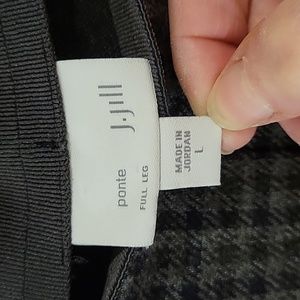 J.Jill
ponte
FULL LEG
MADE IN
JORDAN
L